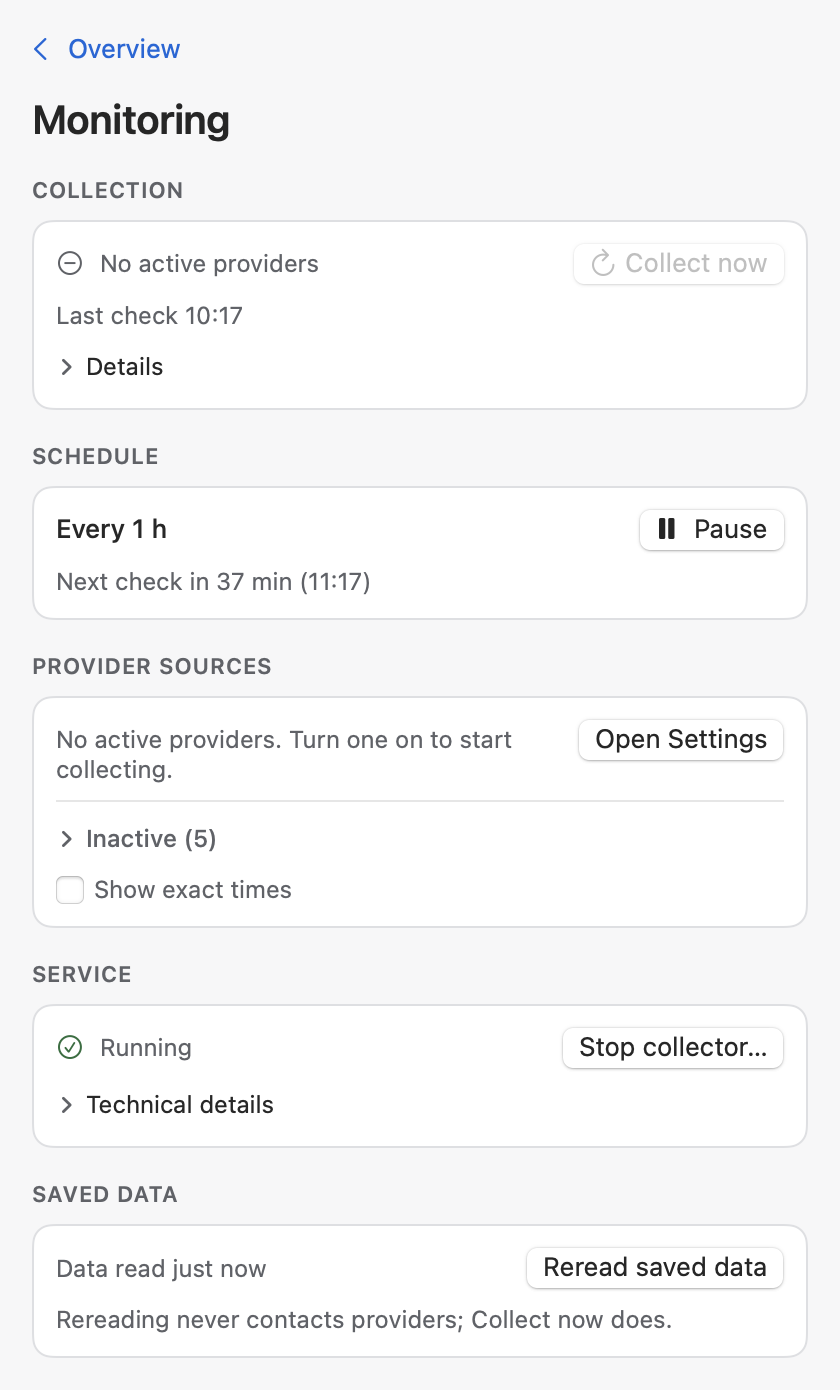 Overview
Monitoring
COLLECTION
No active providers
Collect now
Last check 10:17
Details
SCHEDULE
Every 1 h
Pause
Next check in 37 min (11:17)
PROVIDER SOURCES
No active providers. Turn one on to start
collecting.
Open Settings
Inactive (5)
Show exact times
SERVICE
Running
Stop collector...
Technical details
SAVED DATA
Data read just now
Reread saved data
Rereading never contacts providers; Collect now does.